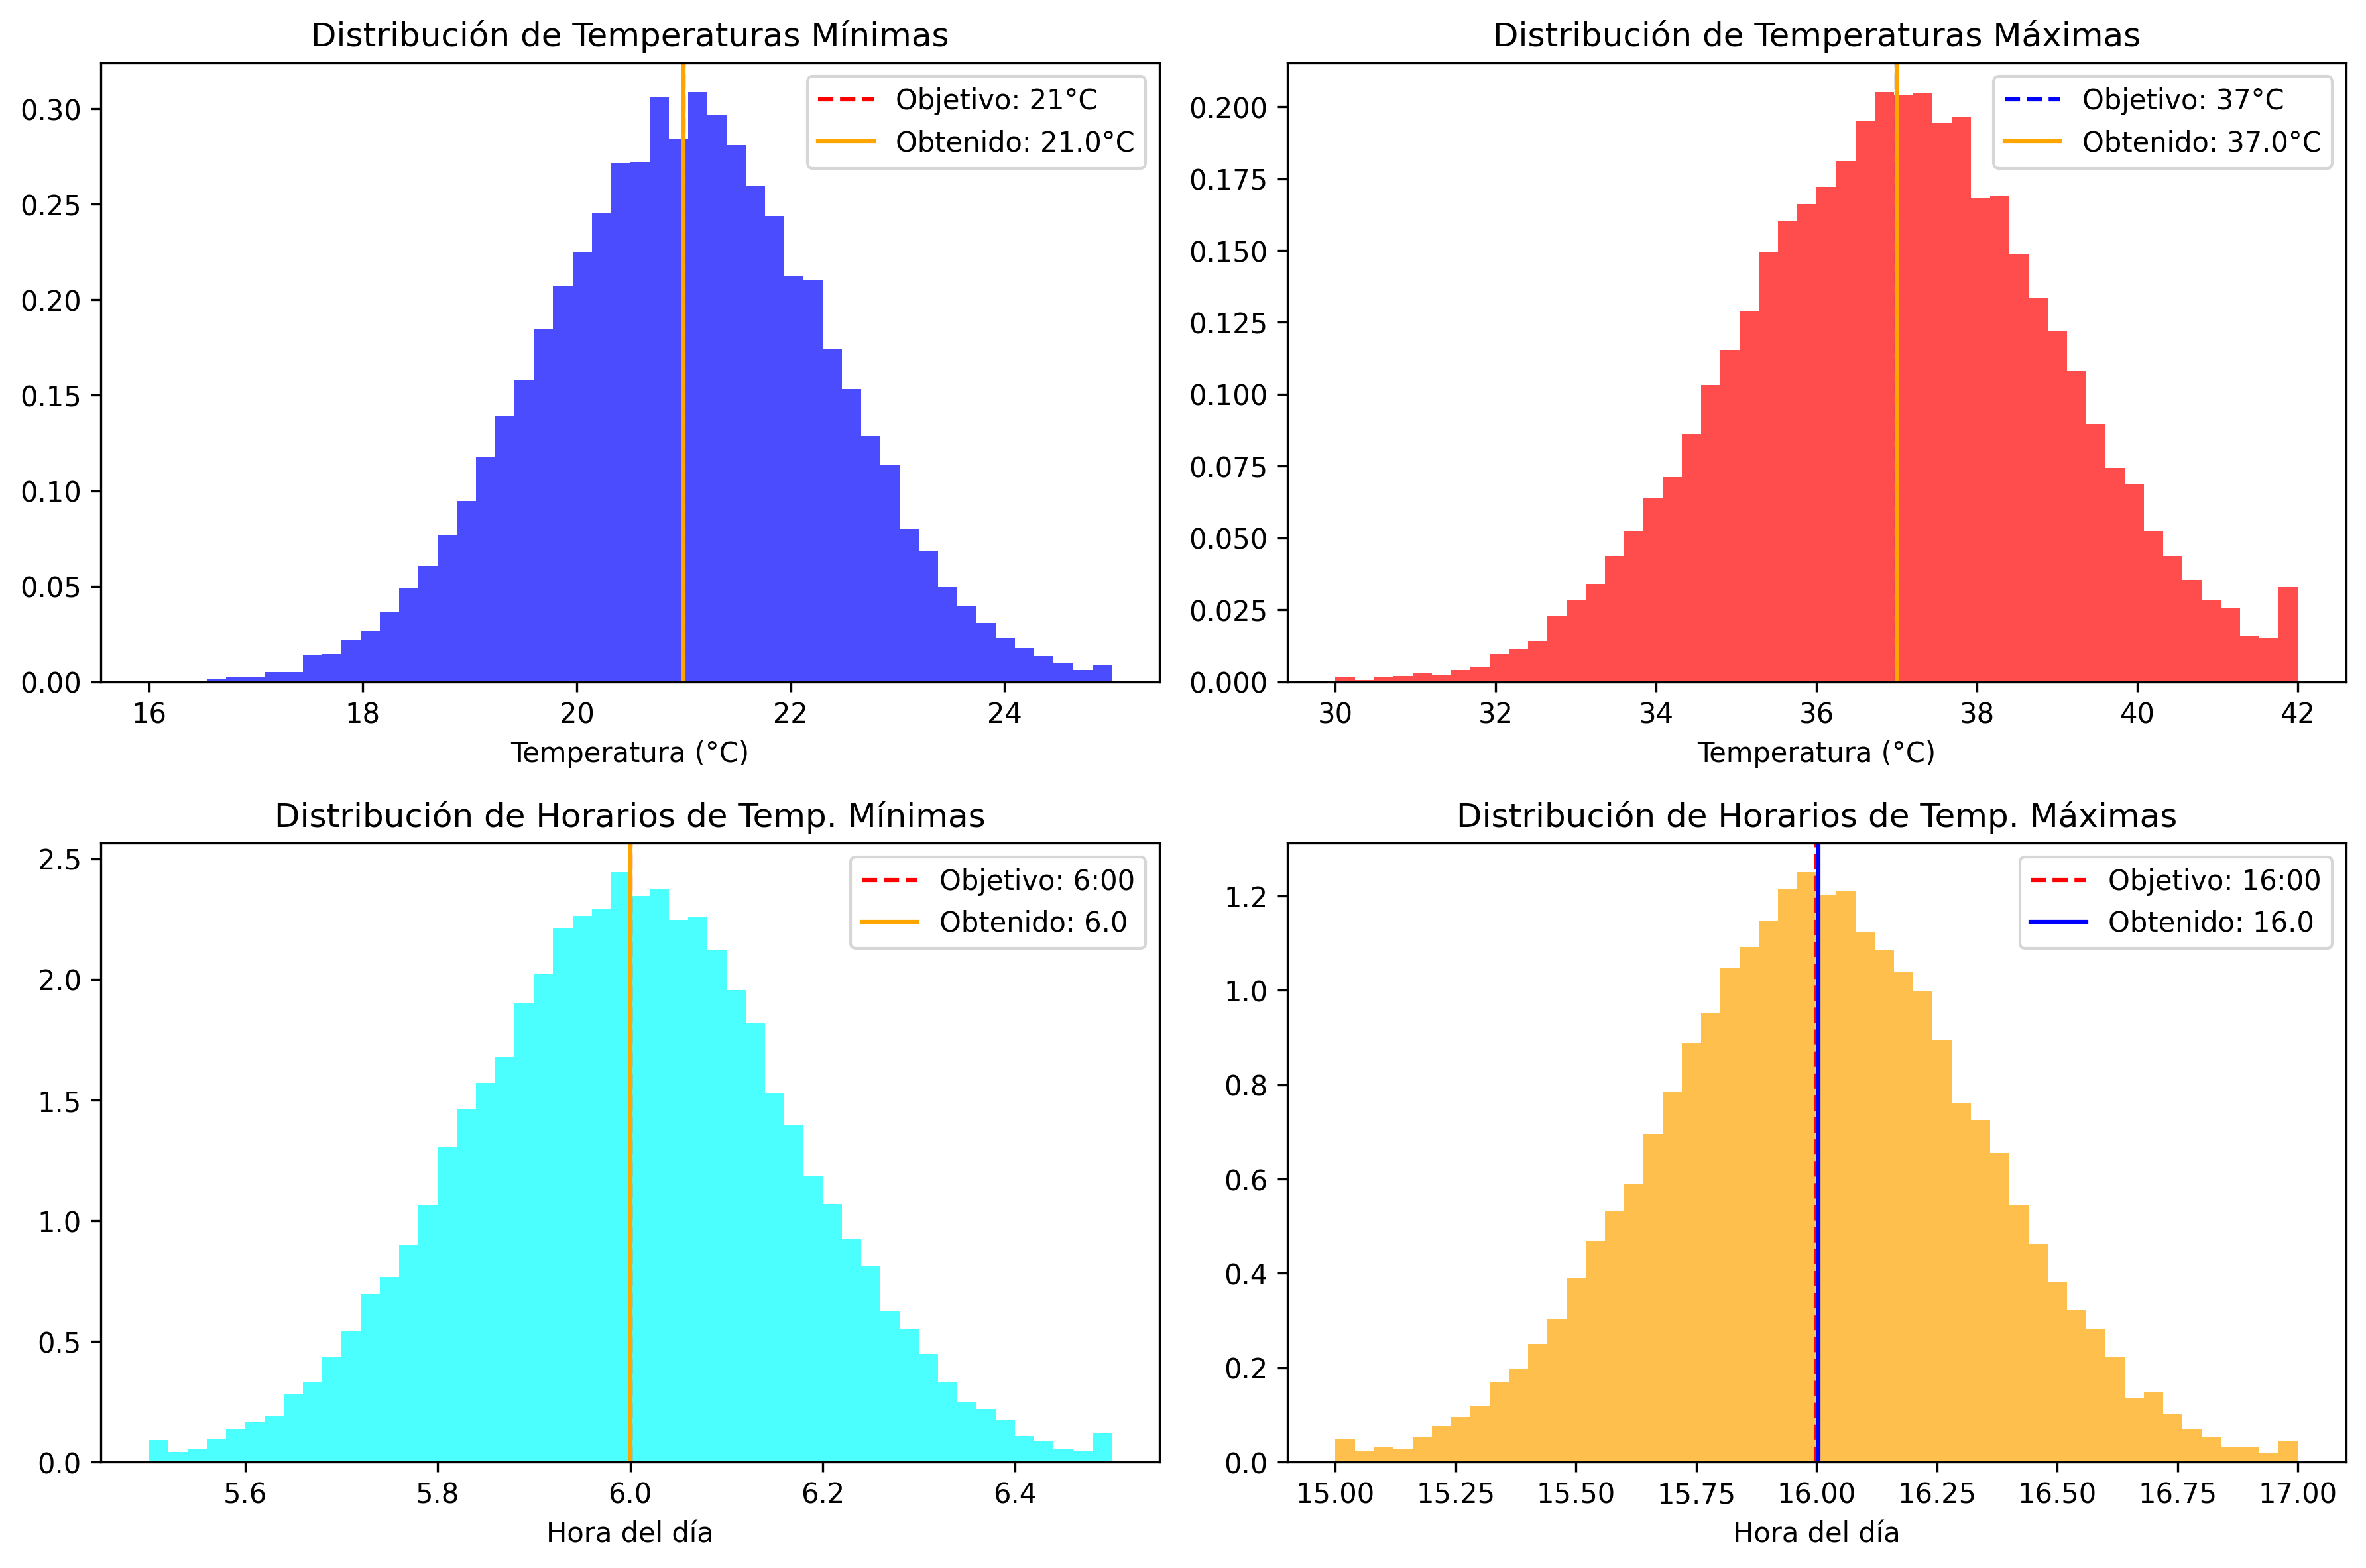 Distribución de Temperaturas Mínimas
0.30
0.25
0.20
0.15
0.10
0.05
0.00
Objetivo: 21°C
Obtenido: 21.0°C
16 18 20 22 24
Temperatura (°C)
Distribución de Temperaturas Máximas
0.200
0.175
0.150
0.125
0.100
0.075
0.050
0.025
0.000
Objetivo: 37°C
Obtenido: 37.0°C
30 32 34 36 38 40 42
Temperatura (°C)
Distribución de Horarios de Temp. Mínimas
2.5
2.0
1.5
1.0
0.5
0.0
Objetivo: 6:00
Obtenido: 6.0
5.6 5.8 6.0 6.2 6.4
Hora del día
Distribución de Horarios de Temp. Máximas
1.2
1.0
0.8
0.6
0.4
0.2
0.0
Objetivo: 16:00
Obtenido: 16.0
15.00 15.25 15.50 15.75 16.00 16.25 16.50 16.75 17.00
Hora del día